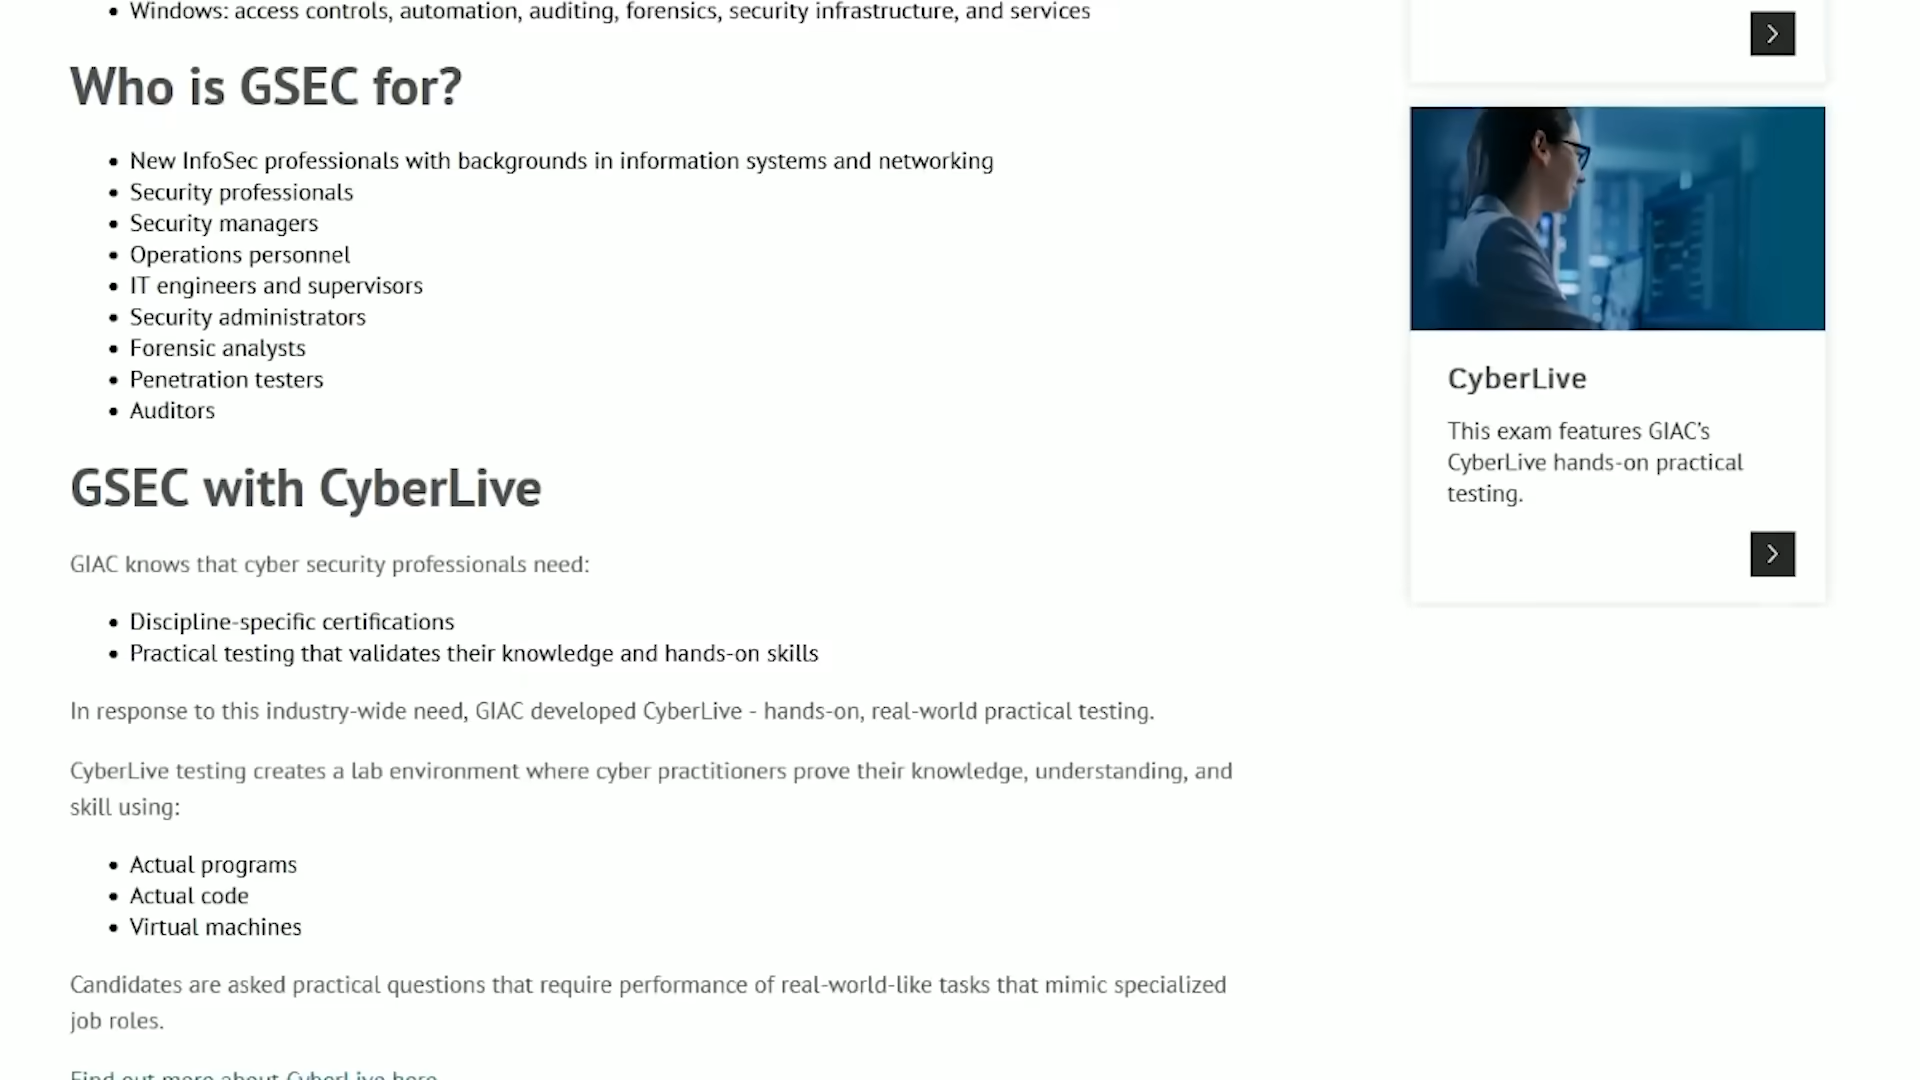 Windows: access controls, automation, auditing, forensics, security infrastructure, and services
Who is GSEC for?
New InfoSec professionals with backgrounds in information systems and networking
Security professionals
Security managers
Operations personnel
IT engineers and supervisors
Security administrators
Forensic analysts
Penetration testers
Auditors
GSEC with CyberLive
GIAC knows that cyber security professionals need:
Discipline-specific certifications
Practical testing that validates their knowledge and hands-on skills
In response to this industry-wide need, GIAC developed CyberLive - hands-on, real-world practical testing.
CyberLive testing creates a lab environment where cyber practitioners prove their knowledge, understanding, and
skill using:
Actual programs
Actual code
Virtual machines
Candidates are asked practical questions that require performance of real-world-like tasks that mimic specialized
job roles.
Find out more about CyberLive here
CyberLive
This exam features GIAC's
CyberLive hands-on practical
testing.